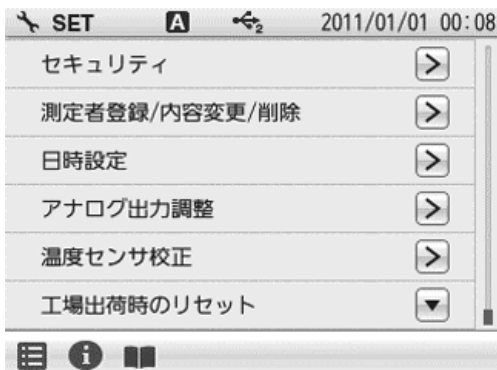 SET A 2 2011/01/01 00:08
セキュリティ
測定者登録/内容変更/削除
日時設定
アナログ出力調整
温度センサ校正
工場出荷時のリセット